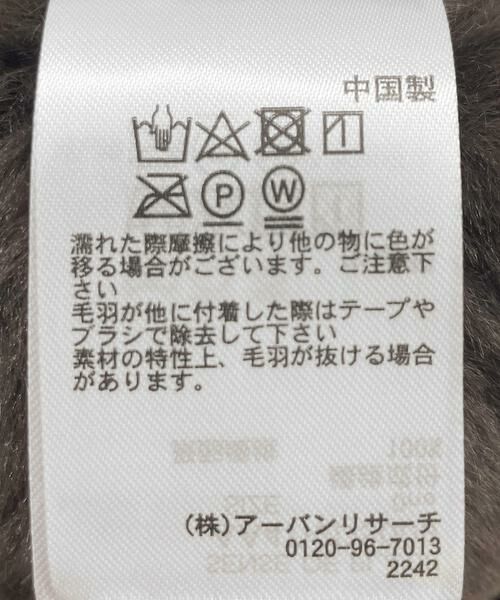 中国製
P W
濡れた際摩擦により他の物に色が
移る場合がございます。ご注意下
さい
毛羽が他に付着した際はテープや
ブラシで除去して下さい
素材の特性上、毛羽が抜ける場合
があります。
(株)アーバンリサーチ
0120-96-7013
2242